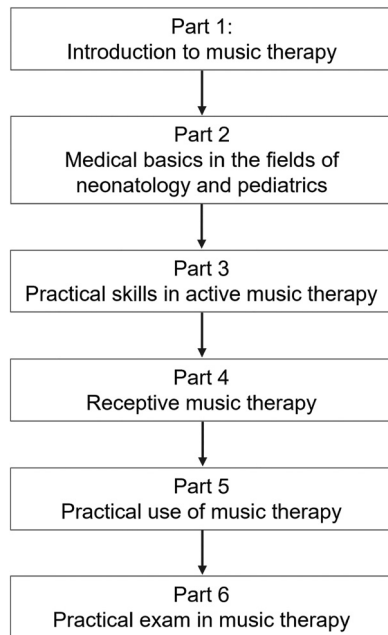 Part 1:
Introduction to music therapy
Part 2
Medical basics in the fields of
neonatology and pediatrics
Part 3
Practical skills in active music therapy
Part 4
Receptive music therapy
Part 5
Practical use of music therapy
Part 6
Practical exam in music therapy